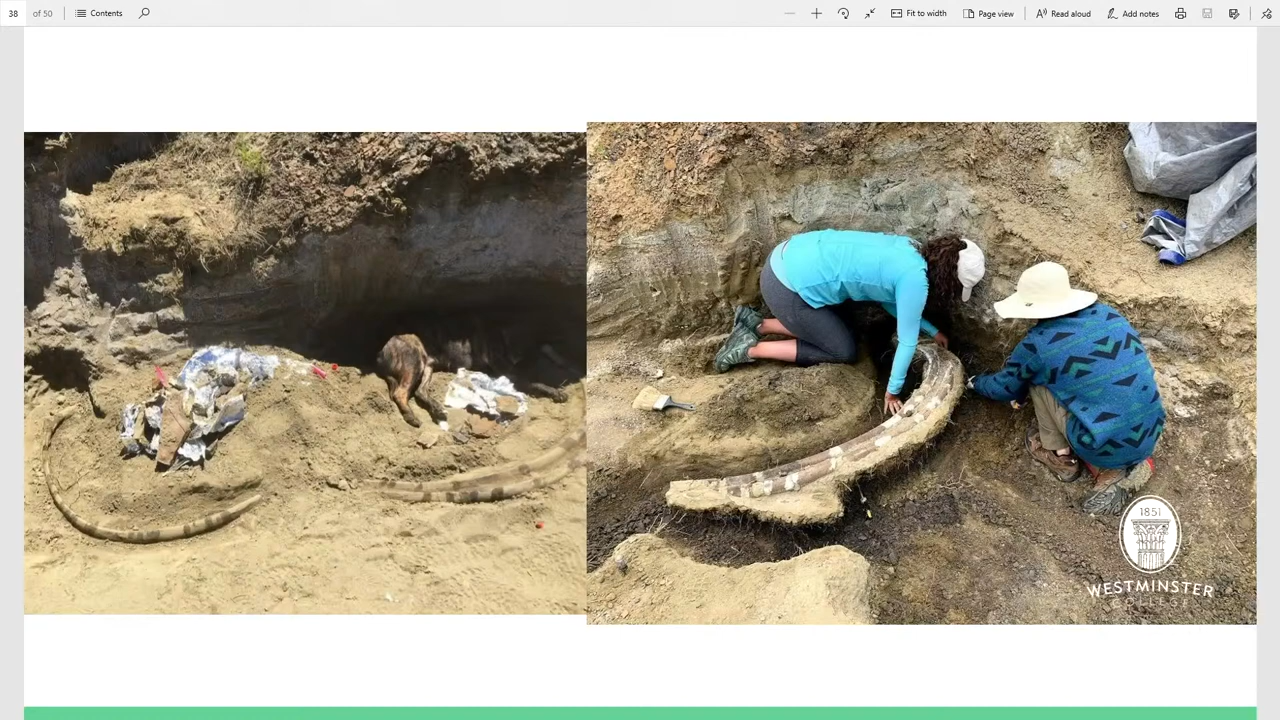 38 of 50 Contents Fit to width Page view Read aloud Add notes
1851
WESTMINSTER
COLLEGE